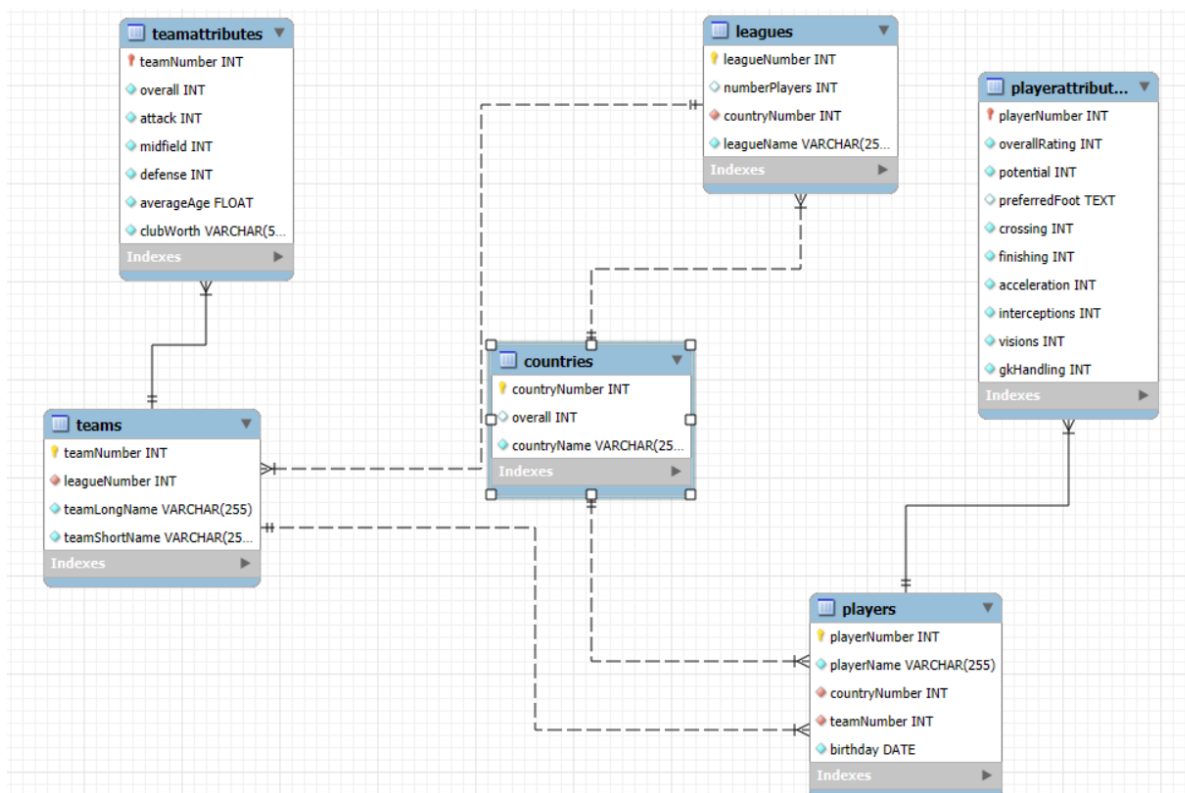 teamattributes
teamNumber INT
overall INT
attack INT
midfield INT
defense INT
averageAge FLOAT
clubWorth VARCHAR(5...
Indexes
leagues
leagueNumber INT
numberPlayers INT
countryNumber INT
leagueName VARCHAR(25...
Indexes
playerattribut...
playerNumber INT
overallRating INT
potential INT
preferredFoot TEXT
crossing INT
finishing INT
acceleration INT
interceptions INT
visions INT
gkHandling INT
Indexes
countries
countryNumber INT
overall INT
countryName VARCHAR(25...
Indexes
teams
teamNumber INT
leagueNumber INT
teamLongName VARCHAR(255)
teamShortName VARCHAR(25...
Indexes
players
playerNumber INT
playerName VARCHAR(255)
countryNumber INT
teamNumber INT
birthday DATE
Indexes